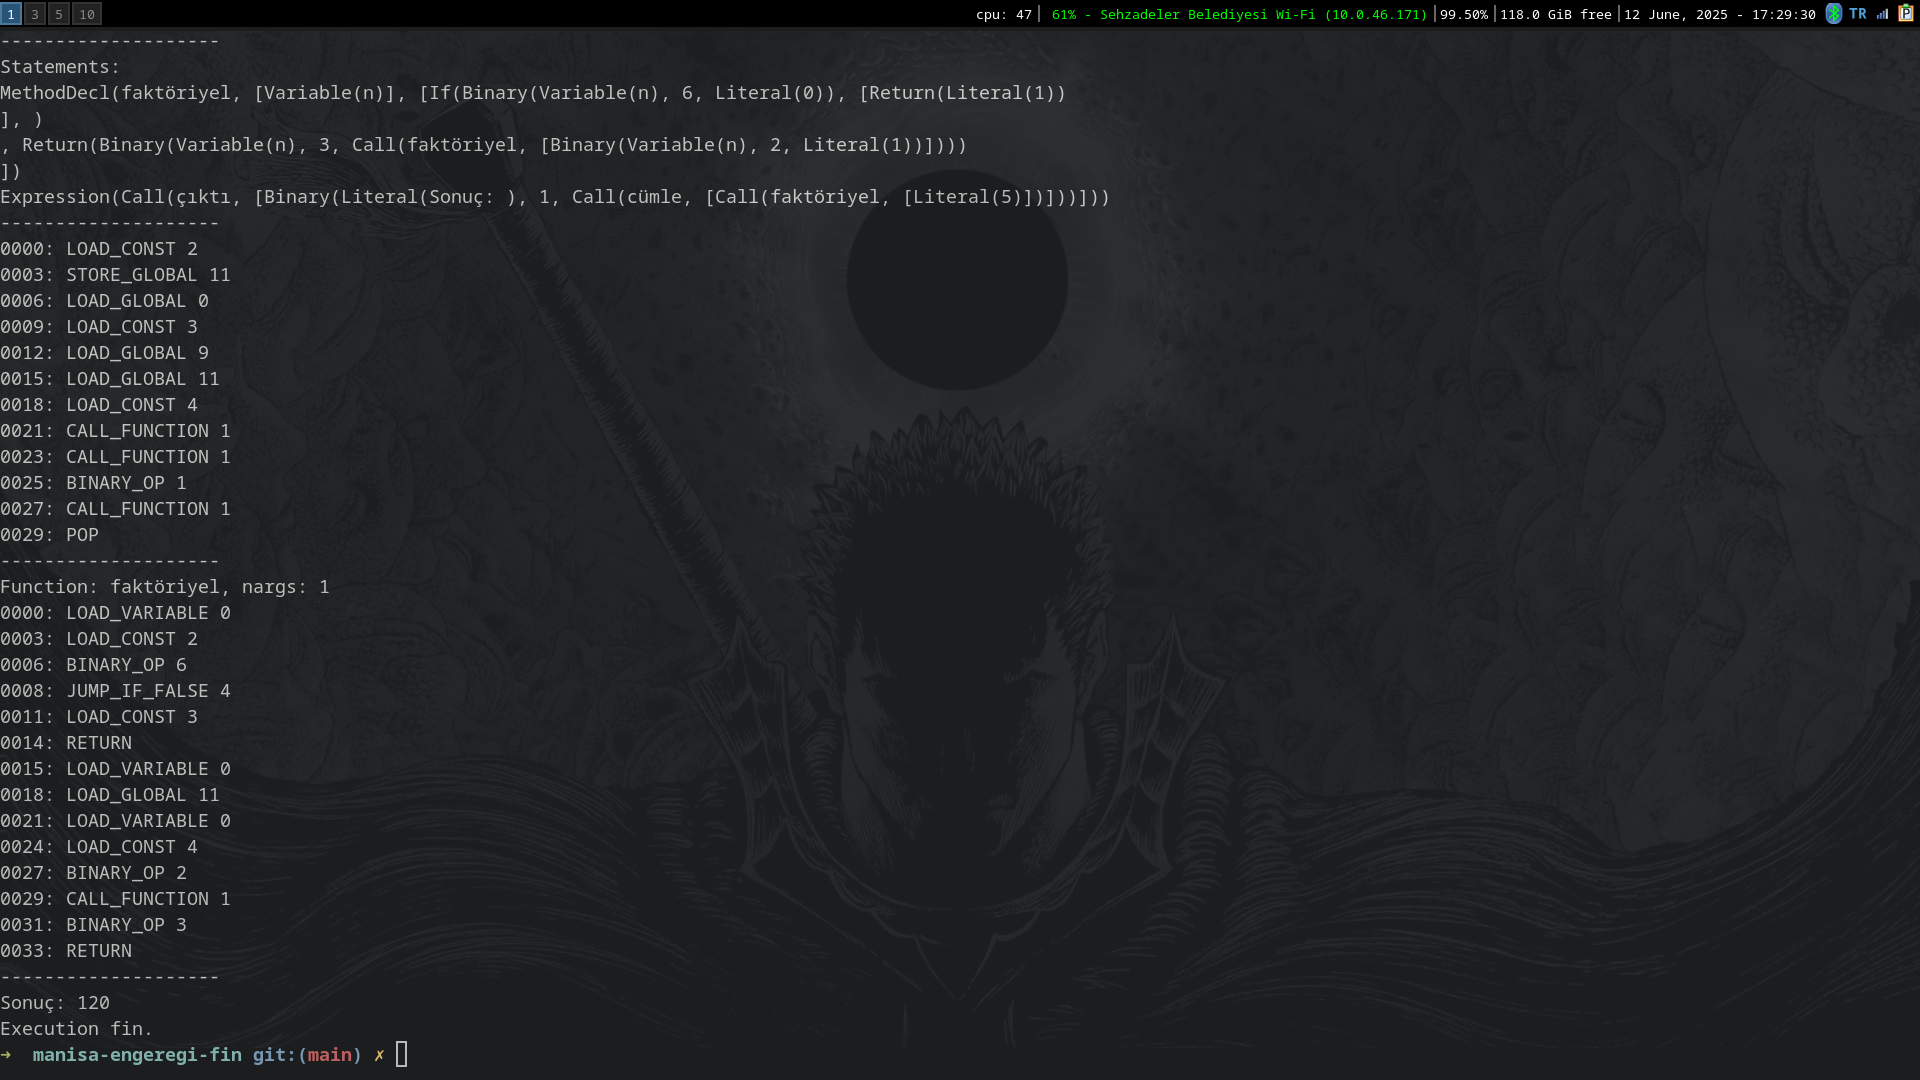 1 3 5 10 cpu: 47 61% - Sehzadeler Belediyesi Wi-Fi (10.0.46.171) 99.50% 118.0 GiB free 12 June, 2025 - 17:29:30 TR
--------------------
Statements:
MethodDecl(faktöriyel, [Variable(n)], [If(Binary(Variable(n), 6, Literal(0)), [Return(Literal(1))
], )
, Return(Binary(Variable(n), 3, Call(faktöriyel, [Binary(Variable(n), 2, Literal(1))])))
])
Expression(Call(çıktı, [Binary(Literal(Sonuç: ), 1, Call(cümle, [Call(faktöriyel, [Literal(5)])]))]))
--------------------
0000: LOAD_CONST 2
0003: STORE_GLOBAL 11
0006: LOAD_GLOBAL 0
0009: LOAD_CONST 3
0012: LOAD_GLOBAL 9
0015: LOAD_GLOBAL 11
0018: LOAD_CONST 4
0021: CALL_FUNCTION 1
0023: CALL_FUNCTION 1
0025: BINARY_OP 1
0027: CALL_FUNCTION 1
0029: POP
--------------------
Function: faktöriyel, nargs: 1
0000: LOAD_VARIABLE 0
0003: LOAD_CONST 2
0006: BINARY_OP 6
0008: JUMP_IF_FALSE 4
0011: LOAD_CONST 3
0014: RETURN
0015: LOAD_VARIABLE 0
0018: LOAD_GLOBAL 11
0021: LOAD_VARIABLE 0
0024: LOAD_CONST 4
0027: BINARY_OP 2
0029: CALL_FUNCTION 1
0031: BINARY_OP 3
0033: RETURN
--------------------
Sonuç: 120
Execution fin.
➜ manisa-engeregi-fin git:(main) ✗